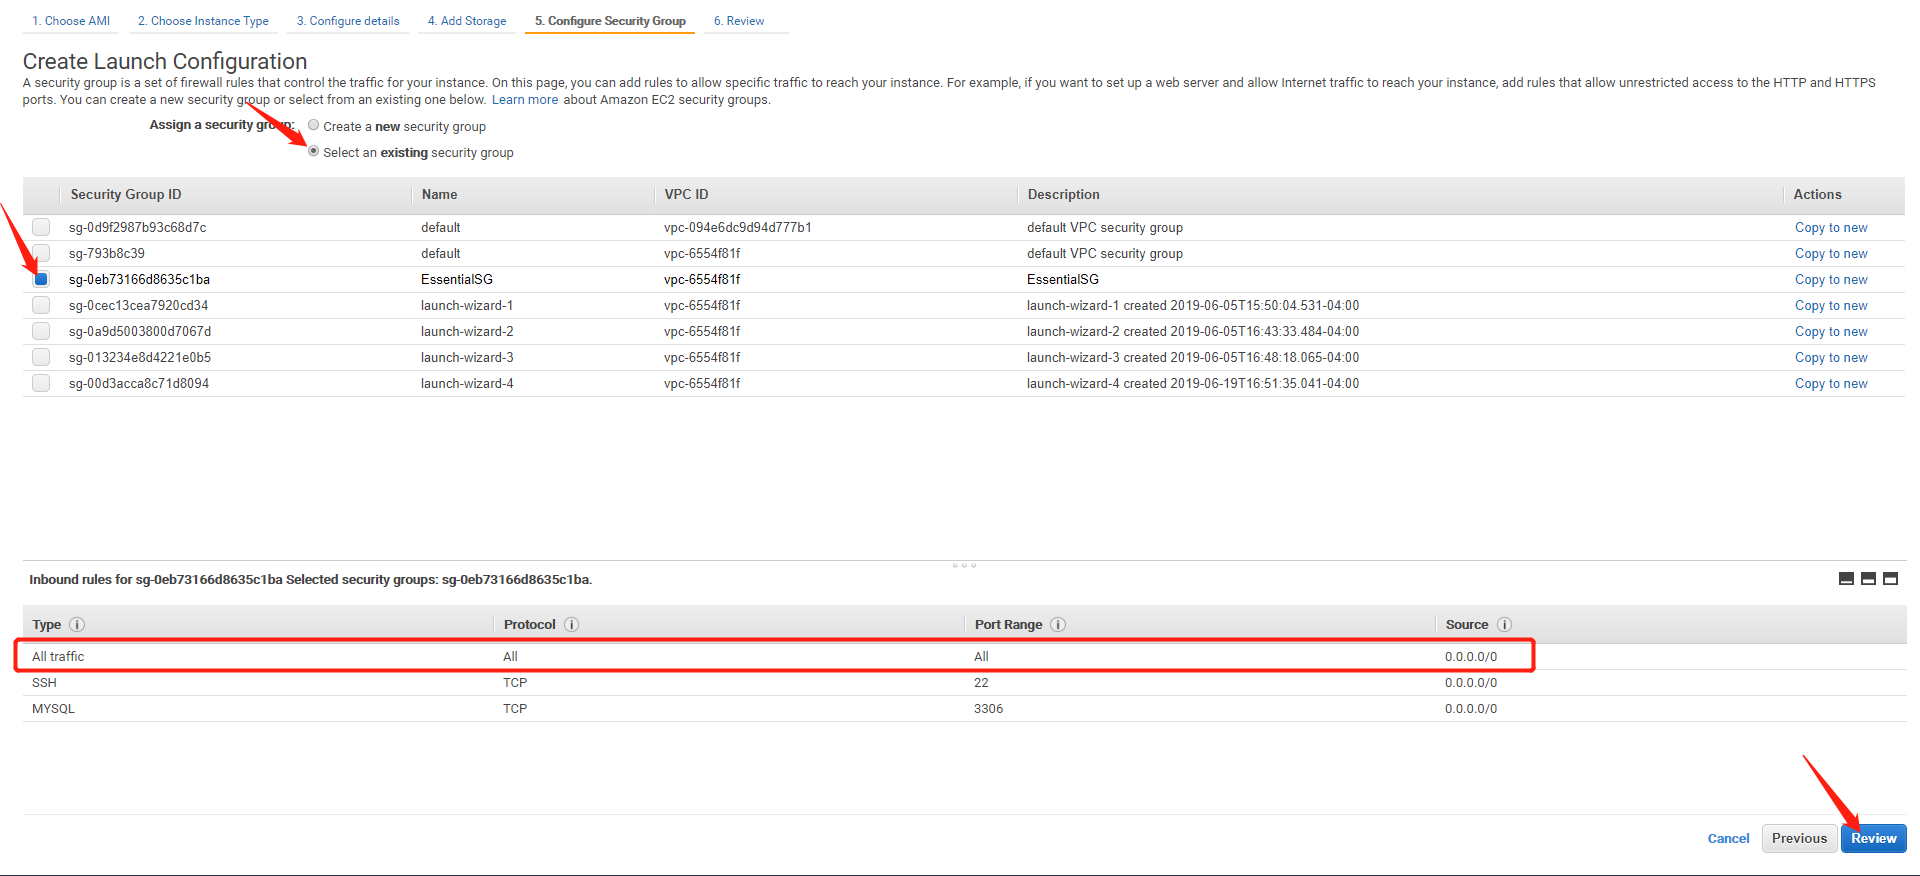 1. Choose AMI 2. Choose Instance Type 3. Configure details 4. Add Storage 5. Configure Security Group 6. Review
Create Launch Configuration
A security group is a set of firewall rules that control the traffic for your instance. On this page, you can add rules to allow specific traffic to reach your instance. For example, if you want to set up a web server and allow Internet traffic to reach your instance, add rules that allow unrestricted access to the HTTP and HTTPS
ports. You can create a new security group or select from an existing one below. Learn more about Amazon EC2 security groups.
Assign a security group: Create a new security group
Select an existing security group
Security Group ID Name VPC ID Description Actions
sg-0d9f2987b93c68d7c default vpc-094e6dc9d94d777b1 default VPC security group Copy to new
sg-793b8c39 default vpc-6554f81f default VPC security group Copy to new
sg-0eb73166d8635c1ba EssentialSG vpc-6554f81f EssentialSG Copy to new
sg-0cec13cea7920cd34 launch-wizard-1 vpc-6554f81f launch-wizard-1 created 2019-06-05T15:50:04.531-04:00 Copy to new
sg-0a9d5003800d7067d launch-wizard-2 vpc-6554f81f launch-wizard-2 created 2019-06-05T16:43:33.484-04:00 Copy to new
sg-013234e8d4221e0b5 launch-wizard-3 vpc-6554f81f launch-wizard-3 created 2019-06-05T16:48:18.065-04:00 Copy to new
sg-00d3acca8c71d8094 launch-wizard-4 vpc-6554f81f launch-wizard-4 created 2019-06-19T16:51:35.041-04:00 Copy to new
Inbound rules for sg-0eb73166d8635c1ba Selected security groups: sg-0eb73166d8635c1ba.
Type i Protocol i Port Range i Source i
All traffic All All 0.0.0.0/0
SSH TCP 22 0.0.0.0/0
MYSQL TCP 3306 0.0.0.0/0
Cancel Previous Review